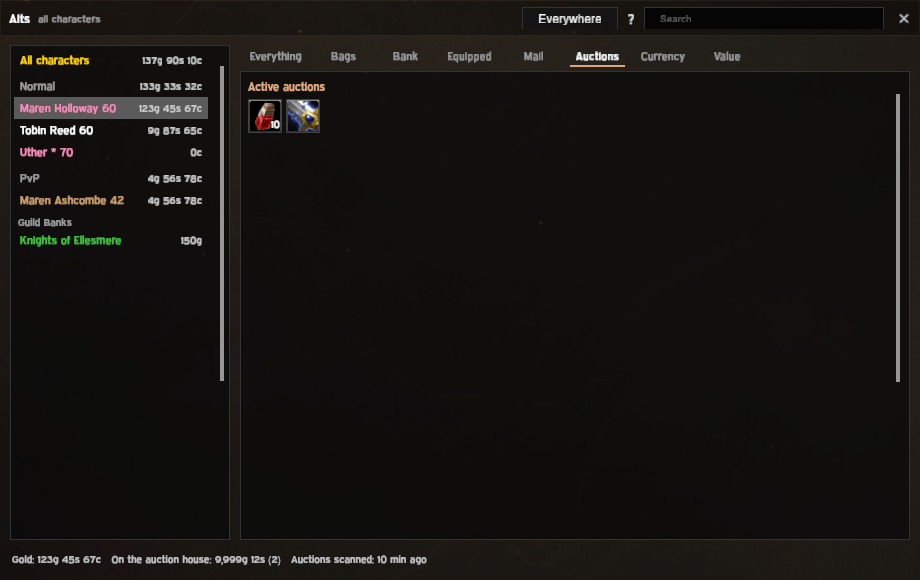 Alts all characters Everywhere ? Search ✕
All characters 137g 90s 10c
Normal 133g 33s 32c
Maren Holloway 60 123g 45s 67c
Tobin Reed 60 9g 87s 65c
Uther * 70 0c
PvP 4g 56s 78c
Maren Ashcombe 42 4g 56s 78c
Guild Banks
Knights of Ellesmere 150g
Everything Bags Bank Equipped Mail Auctions Currency Value
Active auctions
10
Gold: 123g 45s 67c On the auction house: 9,999g 12s (2) Auctions scanned: 10 min ago